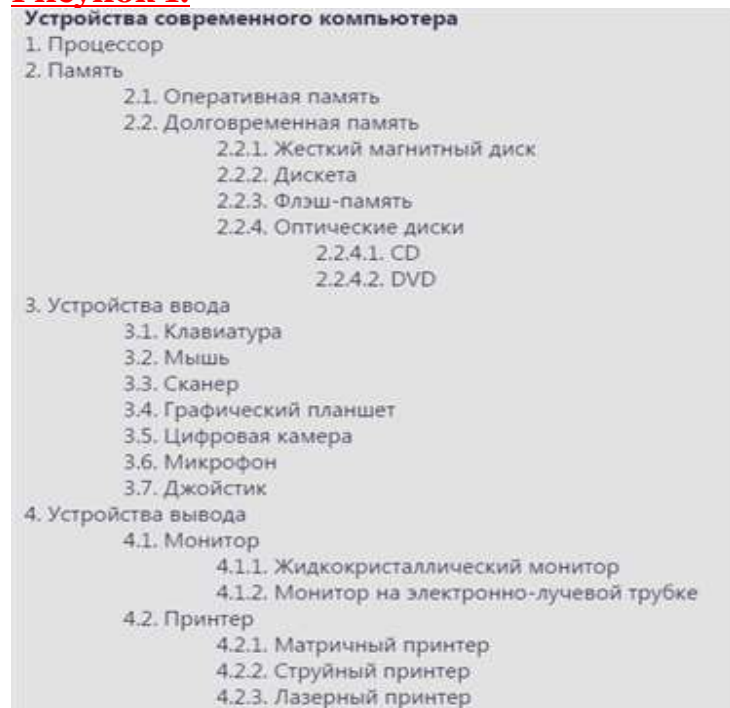 Рисунок 1.
Устройства современного компьютера
1. Процессор
2. Память
2.1. Оперативная память
2.2. Долговременная память
2.2.1. Жесткий магнитный диск
2.2.2. Дискета
2.2.3. Флэш-память
2.2.4. Оптические диски
2.2.4.1. CD
2.2.4.2. DVD
3. Устройства ввода
3.1. Клавиатура
3.2. Мышь
3.3. Сканер
3.4. Графический планшет
3.5. Цифровая камера
3.6. Микрофон
3.7. Джойстик
4. Устройства вывода
4.1. Монитор
4.1.1. Жидкокристаллический монитор
4.1.2. Монитор на электронно-лучевой трубке
4.2. Принтер
4.2.1. Матричный принтер
4.2.2. Струйный принтер
4.2.3. Лазерный принтер